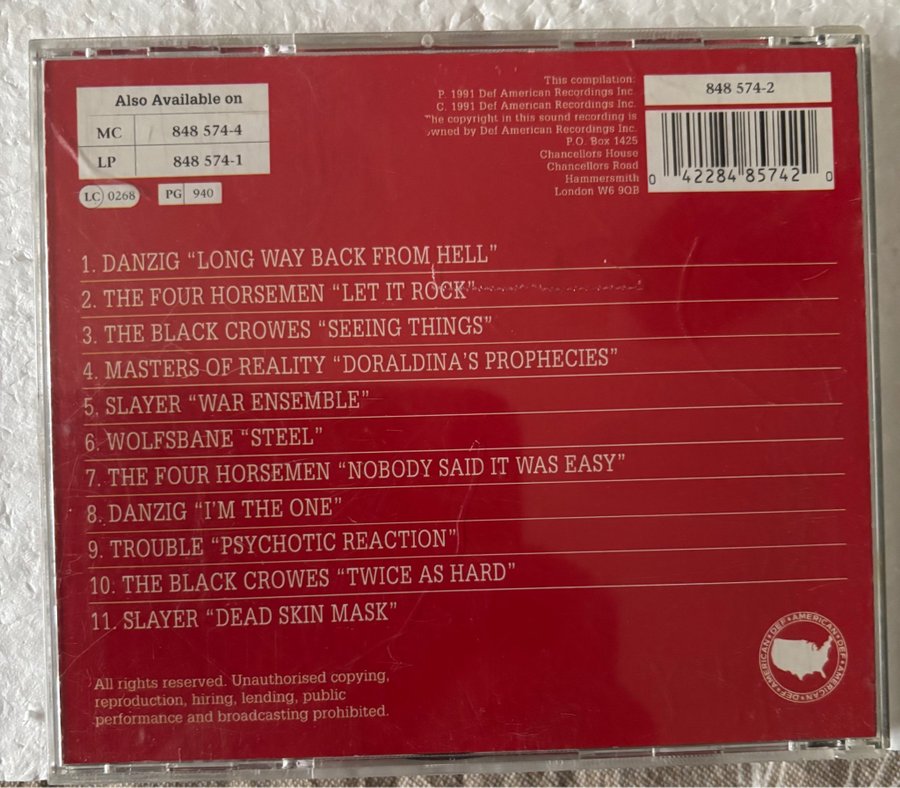 Also Available on
MC 848 574-4
LP 848 574-1
LC 0268 PG 940
This compilation:
P. 1991 Def American Recordings Inc.
C. 1991 Def American Recordings Inc.
The copyright in this sound recording is
owned by Def American Recordings Inc.
P.O. Box 1425
Chancellors House
Chancellors Road
Hammersmith
London W6 9QB
848 574-2
0 42284 85742 0
1. DANZIG “LONG WAY BACK FROM HELL”
2. THE FOUR HORSEMEN “LET IT ROCK”
3. THE BLACK CROWES “SEEING THINGS”
4. MASTERS OF REALITY “DORALDINA'S PROPHECIES”
5. SLAYER “WAR ENSEMBLE”
6. WOLFSBANE “STEEL”
7. THE FOUR HORSEMEN “NOBODY SAID IT WAS EASY”
8. DANZIG “I'M THE ONE”
9. TROUBLE “PSYCHOTIC REACTION”
10. THE BLACK CROWES “TWICE AS HARD”
11. SLAYER “DEAD SKIN MASK”
All rights reserved. Unauthorised copying,
reproduction, hiring, lending, public
performance and broadcasting prohibited.
DEF • AMERICAN • DEF • AMERICAN • DEF • AMERICAN •